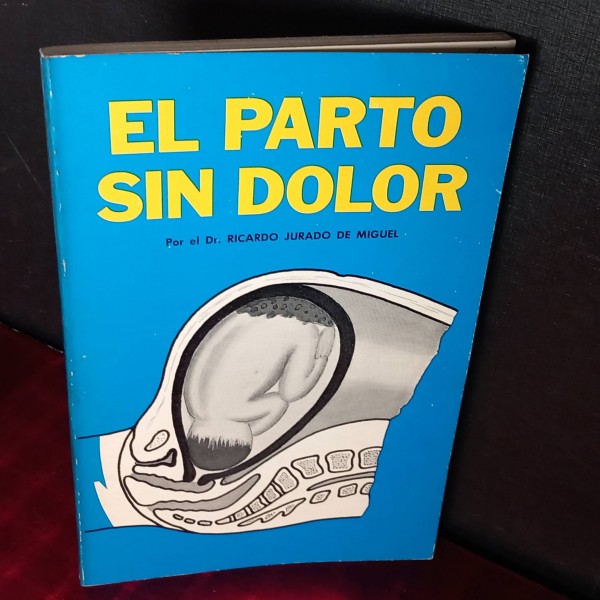 EL PARTO
SIN DOLOR
Por el Dr. RICARDO JURADO DE MIGUEL